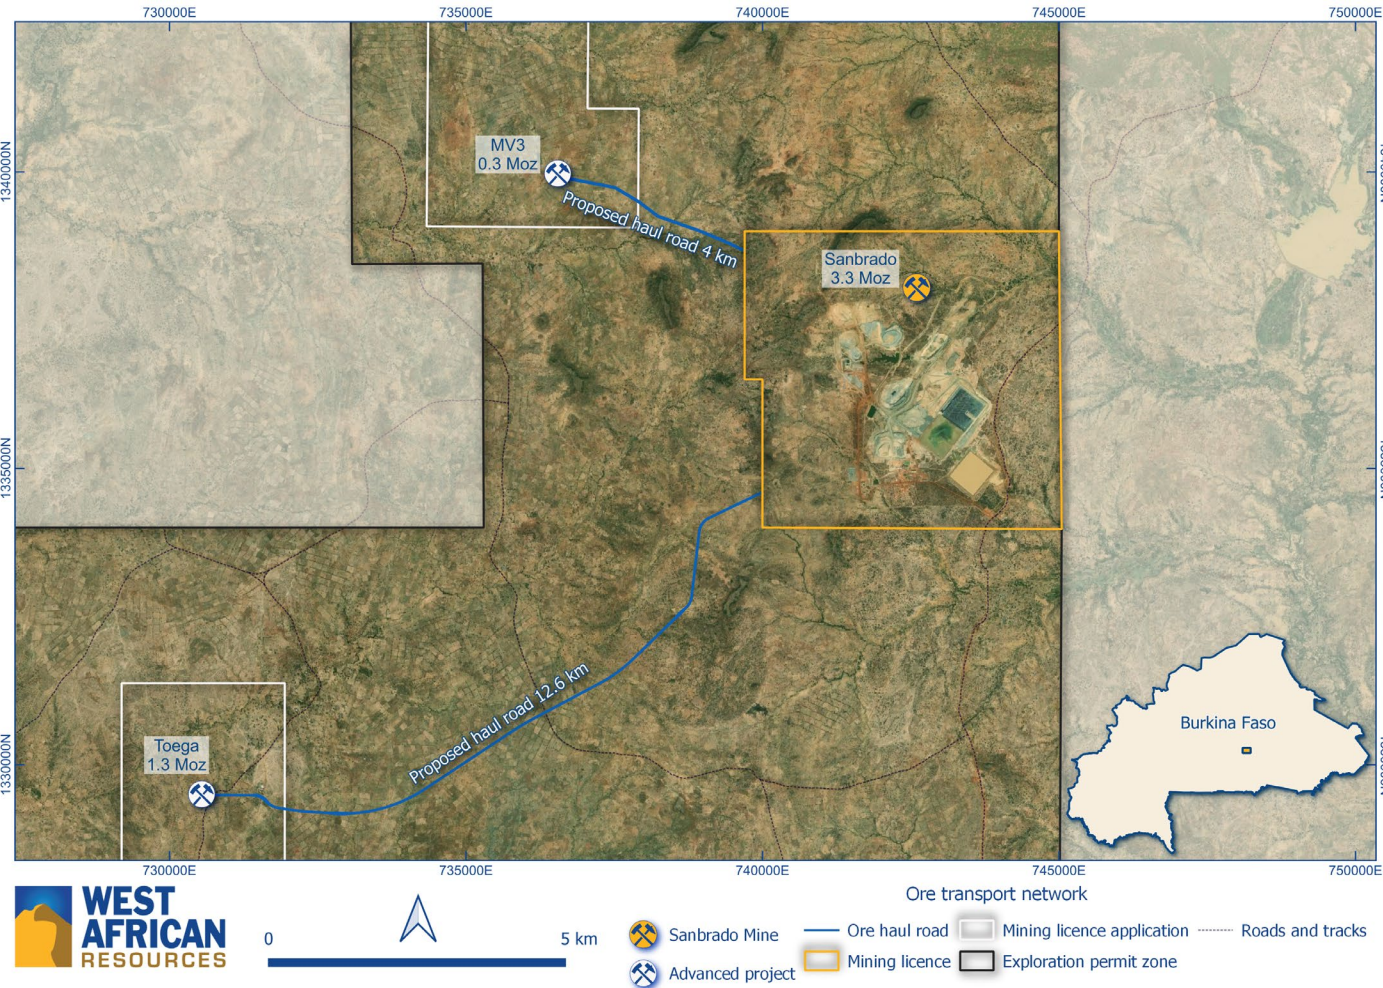 730000E
735000E
740000E
745000E
750000E
1340000N
1335000N
1330000N
MV3
0.3 Moz
Proposed haul road 4 km
Sanbrado
3.3 Moz
Proposed haul road 12.6 km
Toega
1.3 Moz
Burkina Faso
730000E
735000E
740000E
745000E
750000E
WEST
AFRICAN
RESOURCES
0
5 km
Ore transport network
Sanbrado Mine
Advanced project
Ore haul road
Mining licence
Mining licence application
Exploration permit zone
Roads and tracks